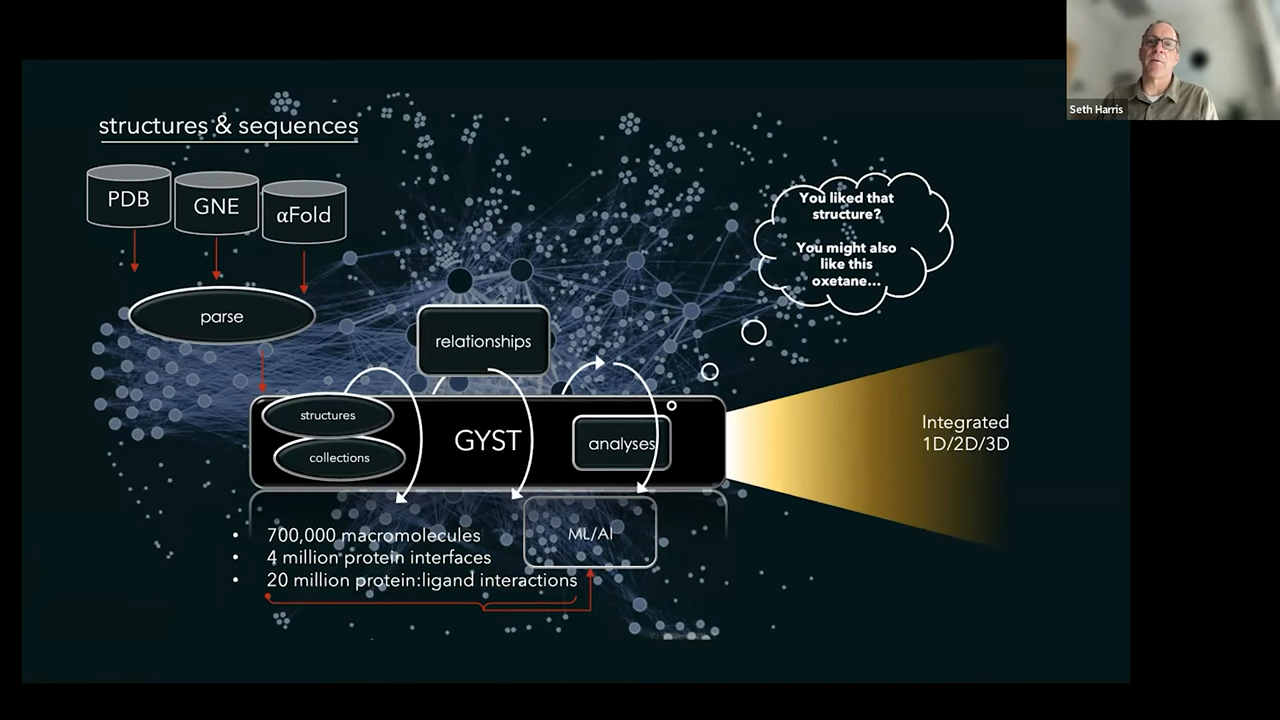 Seth Harris
structures & sequences
PDB
GNE
αFold
parse
relationships
You liked that
structure?
You might also
like this
oxetane...
structures
collections
GYST
analyses
Integrated
1D/2D/3D
• 700,000 macromolecules
• 4 million protein interfaces
• 20 million protein:ligand interactions
ML/AI